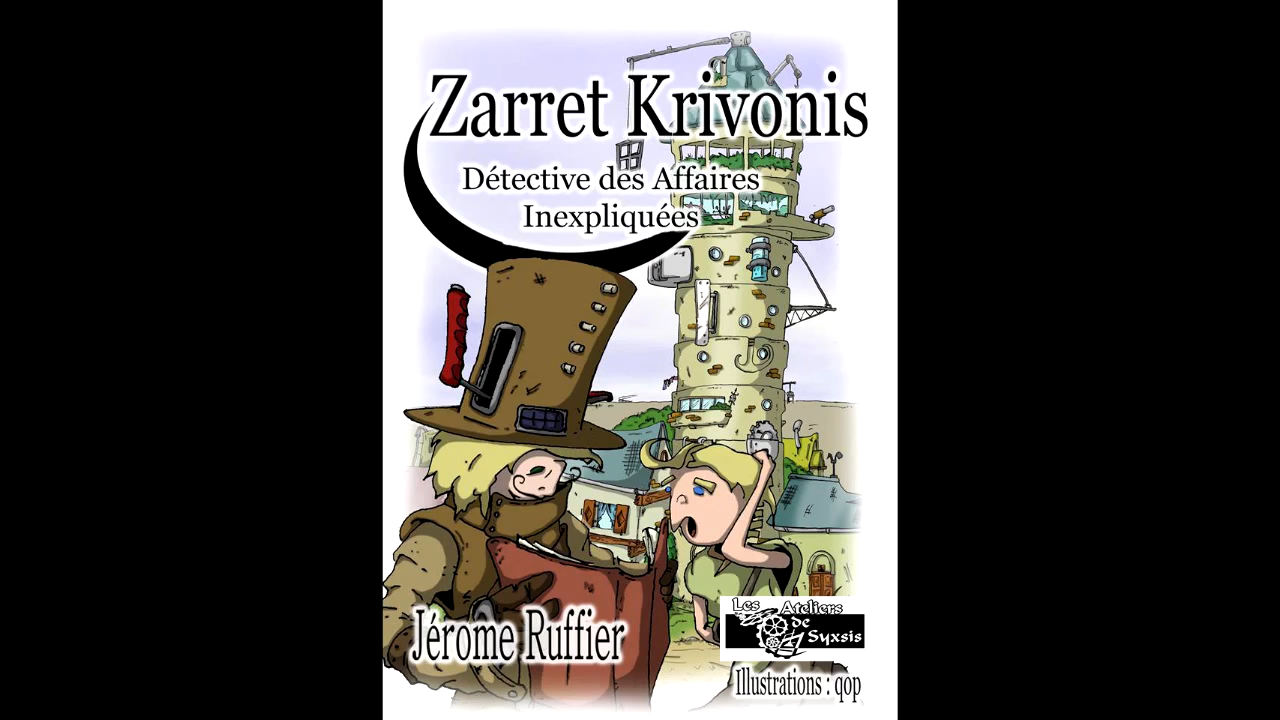 Zarret Krivonis
Détective des Affaires
Inexpliquées
Jérome Ruffier
Les Ateliers
de
Syxsis
Illustrations : qop